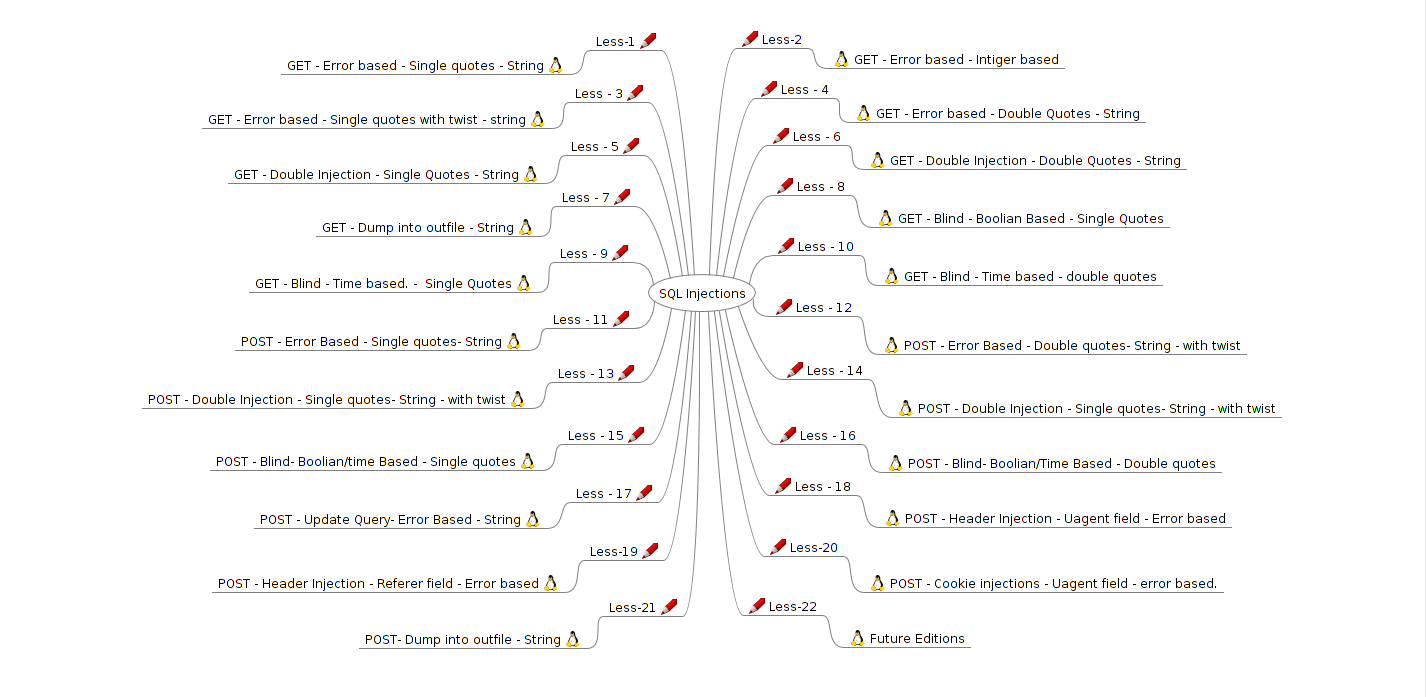 Less-1
GET - Error based - Single quotes - String
Less - 3
GET - Error based - Single quotes with twist - string
Less - 5
GET - Double Injection - Single Quotes - String
Less - 7
GET - Dump into outfile - String
Less - 9
GET - Blind - Time based. -  Single Quotes
Less - 11
POST - Error Based - Single quotes- String
Less - 13
POST - Double Injection - Single quotes- String - with twist
Less - 15
POST - Blind- Boolian/time Based - Single quotes
Less - 17
POST - Update Query- Error Based - String
Less-19
POST - Header Injection - Referer field - Error based
Less-21
POST- Dump into outfile - String
SQL Injections
Less-2
GET - Error based - Intiger based
Less - 4
GET - Error based - Double Quotes - String
Less - 6
GET - Double Injection - Double Quotes - String
Less - 8
GET - Blind - Boolian Based - Single Quotes
Less - 10
GET - Blind - Time based - double quotes
Less - 12
POST - Error Based - Double quotes- String - with twist
Less - 14
POST - Double Injection - Single quotes- String - with twist
Less - 16
POST - Blind- Boolian/Time Based - Double quotes
Less - 18
POST - Header Injection - Uagent field - Error based
Less-20
POST - Cookie injections - Uagent field - error based.
Less-22
Future Editions